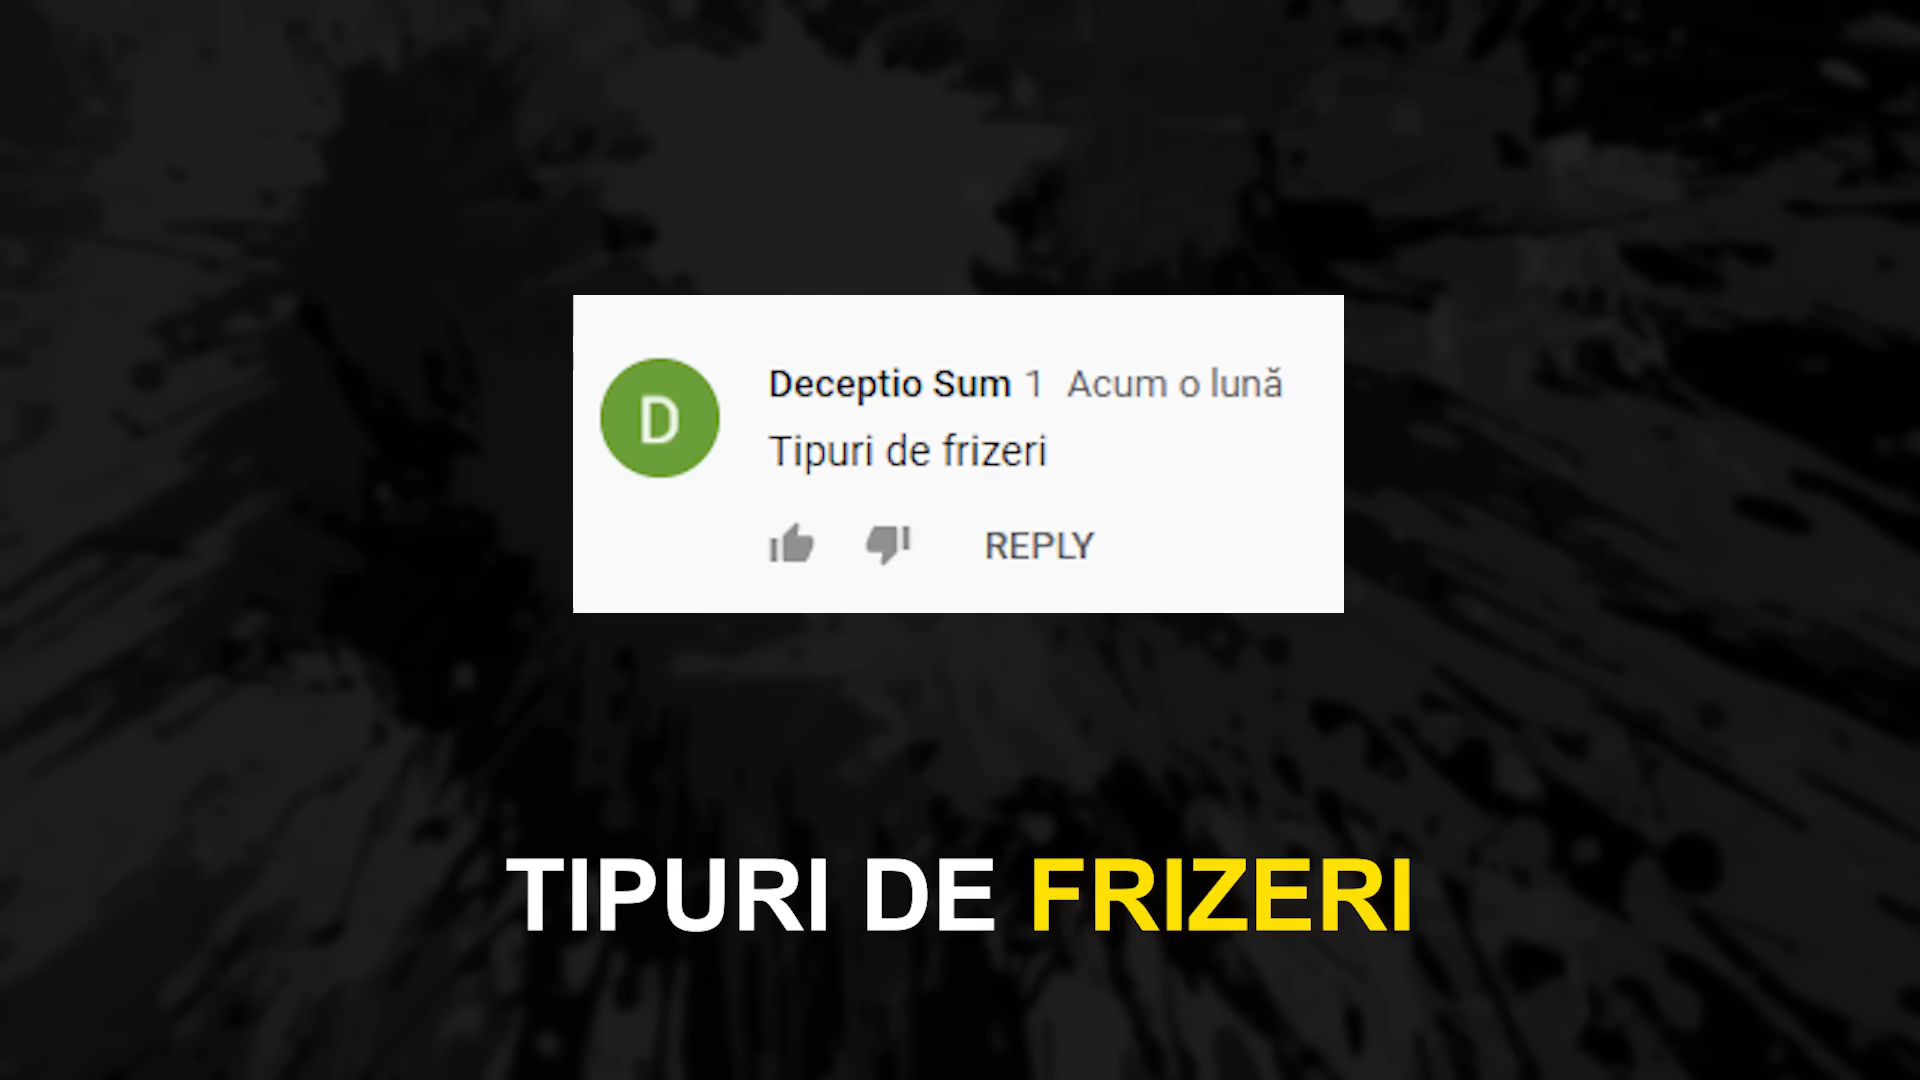 D
Deceptio Sum 1 Acum o lună
Tipuri de frizeri
REPLY
TIPURI DE FRIZERI